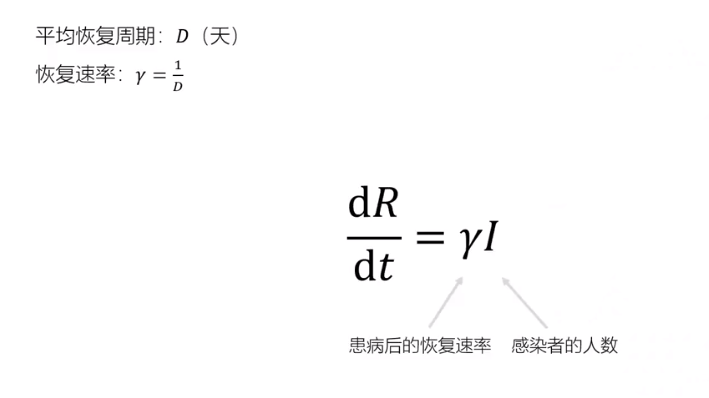 平均恢复周期：D（天）
恢复速率：γ = 1/D
dR/dt = γI
患病后的恢复速率 感染者的人数